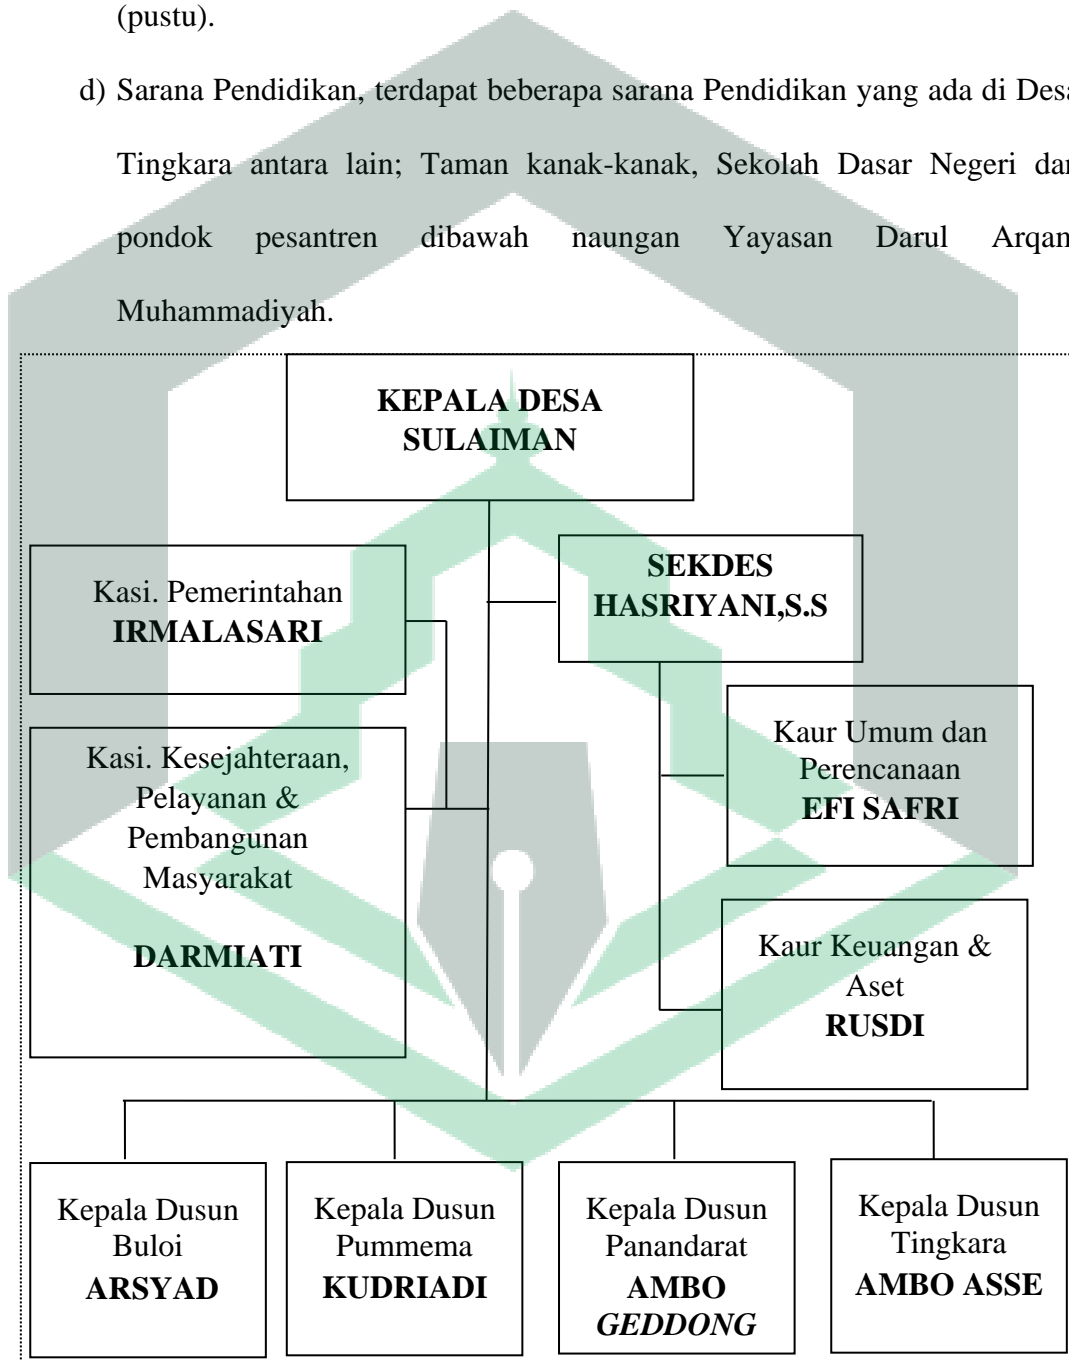 (pustu).
d) Sarana Pendidikan, terdapat beberapa sarana Pendidikan yang ada di Desa
Tingkara antara lain; Taman kanak-kanak, Sekolah Dasar Negeri dan
pondok pesantren dibawah naungan Yayasan Darul Arqam
Muhammadiyah.
KEPALA DESA
SULAIMAN
Kasi. Pemerintahan
IRMALASARI
SEKDES
HASRIYANI,S.S
Kasi. Kesejahteraan,
Pelayanan &
Pembangunan
Masyarakat
DARMIATI
Kaur Umum dan
Perencanaan
EFI SAFRI
Kaur Keuangan &
Aset
RUSDI
Kepala Dusun
Buloi
ARSYAD
Kepala Dusun
Pummema
KUDRIADI
Kepala Dusun
Panandarat
AMBO
GEDDONG
Kepala Dusun
Tingkara
AMBO ASSE